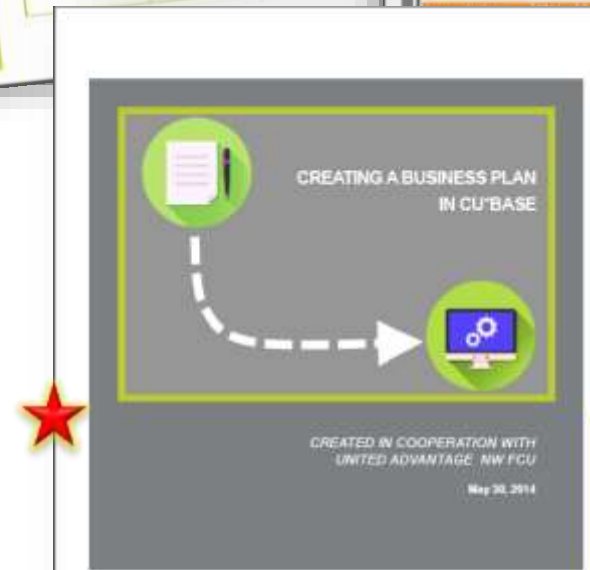 CREATING A BUSINESS PLAN
IN CU*BASE
CREATED IN COOPERATION WITH
UNITED ADVANTAGE NW FCU
May 30, 2014